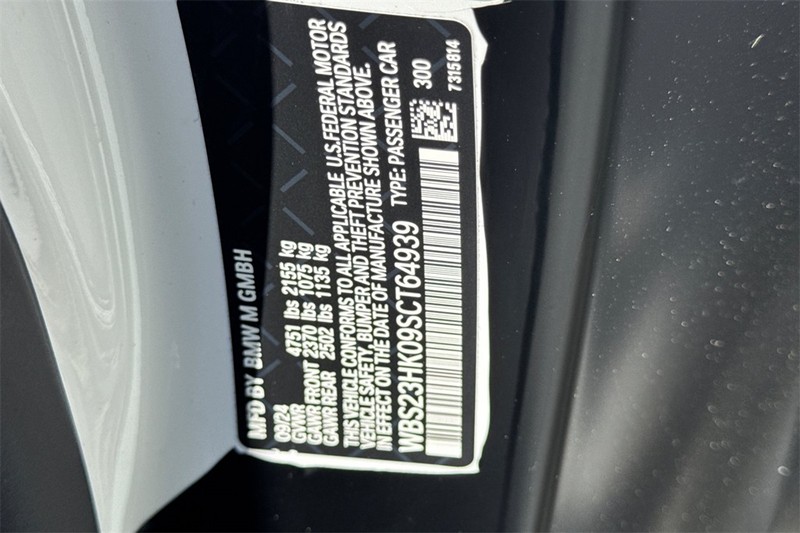 MFD BY BMW M GMBH
09/24
GVWR 4751 lbs 2155 kg
GAWR FRONT 2370 lbs 1075 kg
GAWR REAR 2502 lbs 1135 kg
THIS VEHICLE CONFORMS TO ALL APPLICABLE U.S. FEDERAL MOTOR
VEHICLE SAFETY, BUMPER AND THEFT PREVENTION STANDARDS
IN EFFECT ON THE DATE OF MANUFACTURE SHOWN ABOVE.
WBS23HK09SCT64939 TYPE: PASSENGER CAR
300
7315814